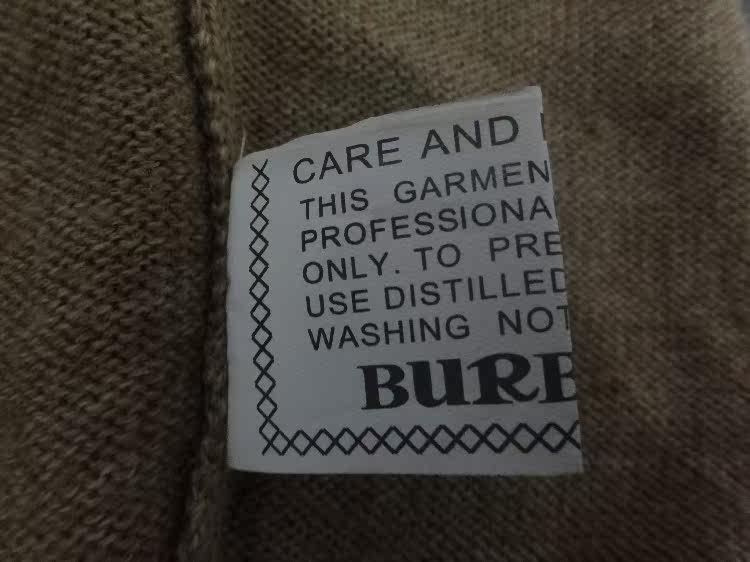 CARE AND
THIS GARMEN
PROFESSIONA
ONLY. TO PRE
USE DISTILLED
WASHING NOT
BURB